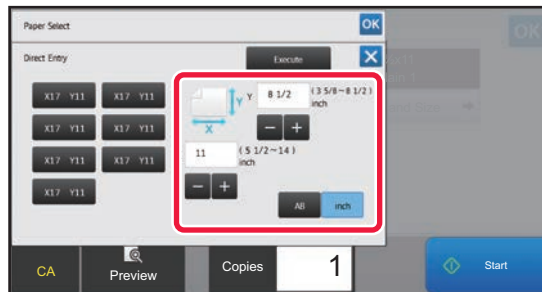 Paper Select
OK
Direct Entry
Execute
X17 Y11 X17 Y11
X17 Y11 X17 Y11
X17 Y11 X17 Y11
X17 Y11
Y
X
Y 8 1/2 (3 5/8~8 1/2)
inch
11 (5 1/2~14)
inch
AB inch
CA
Preview
Copies 1
Start